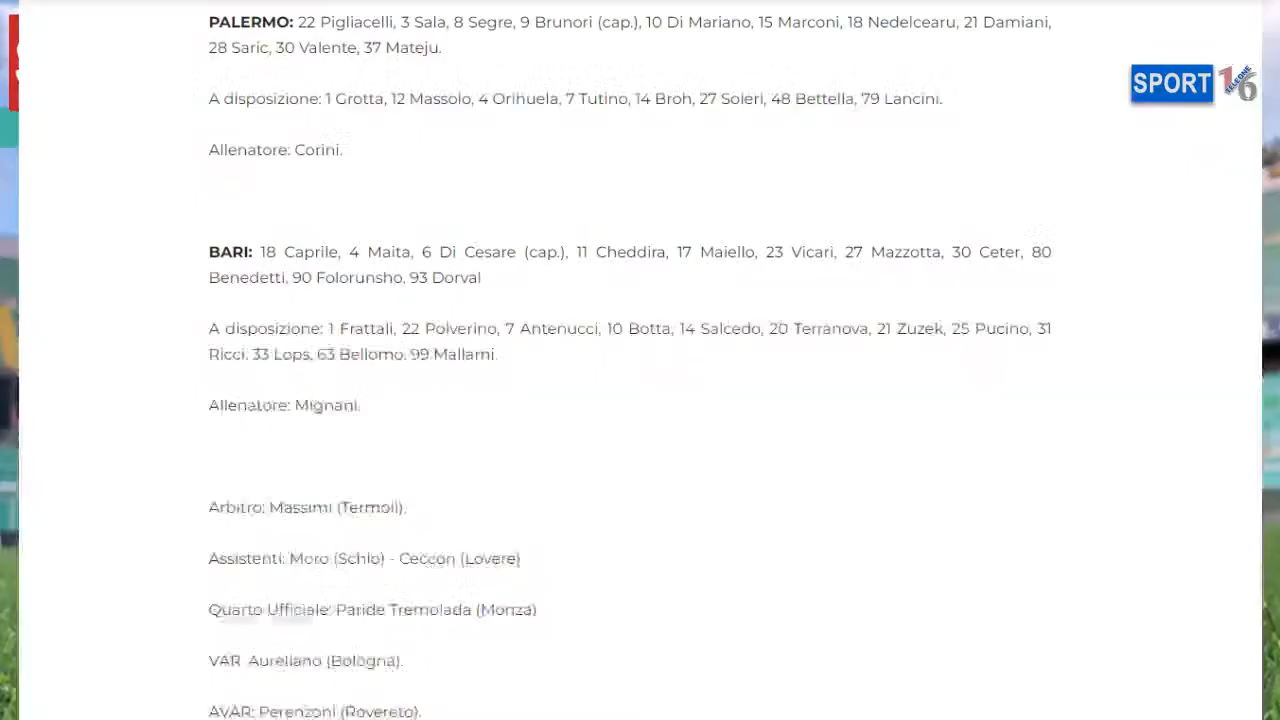 PALERMO: 22 Pigliacelli, 3 Sala, 8 Segre, 9 Brunori (cap.), 10 Di Mariano, 15 Marconi, 18 Nedelcearu, 21 Damiani,
28 Saric, 30 Valente, 37 Mateju.
SPORT 16
TELEONE
A disposizione: 1 Grotta, 12 Massolo, 4 Orihuela, 7 Tutino, 14 Broh, 27 Soleri, 48 Bettella, 79 Lancini.
Allenatore: Corini.
BARI: 18 Caprile, 4 Maita, 6 Di Cesare (cap.), 11 Cheddira, 17 Maiello, 23 Vicari, 27 Mazzotta, 30 Ceter, 80
Benedetti, 90 Folorunsho, 93 Dorval
A disposizione: 1 Frattali, 22 Polverino, 7 Antenucci, 10 Botta, 14 Salcedo, 20 Terranova, 21 Zuzek, 25 Pucino, 31
Ricci, 33 Lops, 63 Bellomo, 99 Mallami.
Allenatore: Mignani.
Arbitro: Massimi (Termoli).
Assistenti: Moro (Schio) - Ceccon (Lovere)
Quarto Ufficiale: Paride Tremolada (Monza)
VAR Aureliano (Bologna).
AVAR: Perenzoni (Rovereto).